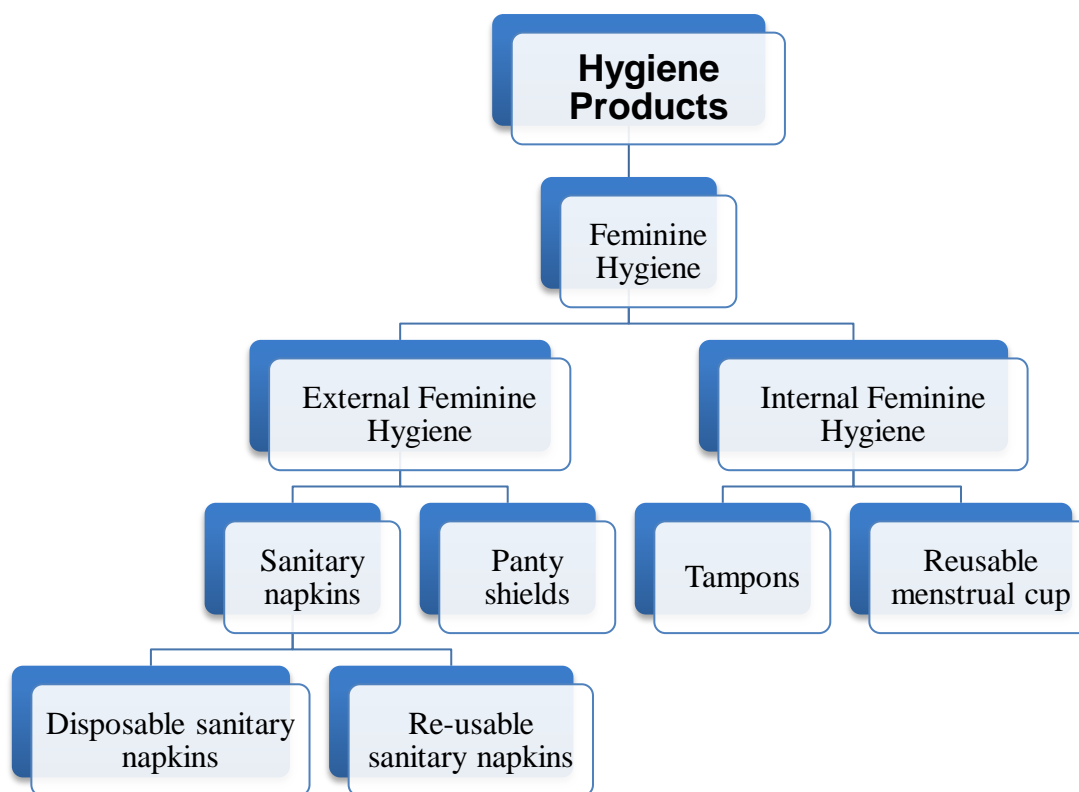 Hygiene
Products
Feminine
Hygiene
External Feminine
Hygiene
Internal Feminine
Hygiene
Sanitary
napkins
Panty
shields
Tampons
Reusable
menstrual cup
Disposable sanitary
napkins
Re-usable
sanitary napkins